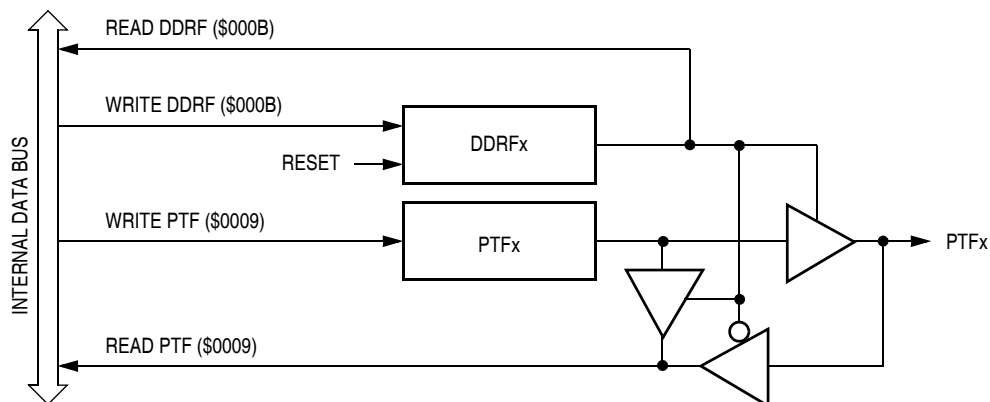 READ DDRF ($000B)
WRITE DDRF ($000B)
DDRFx
RESET
INTERNAL DATA BUS
WRITE PTF ($0009)
PTFx
PTFx
READ PTF ($0009)